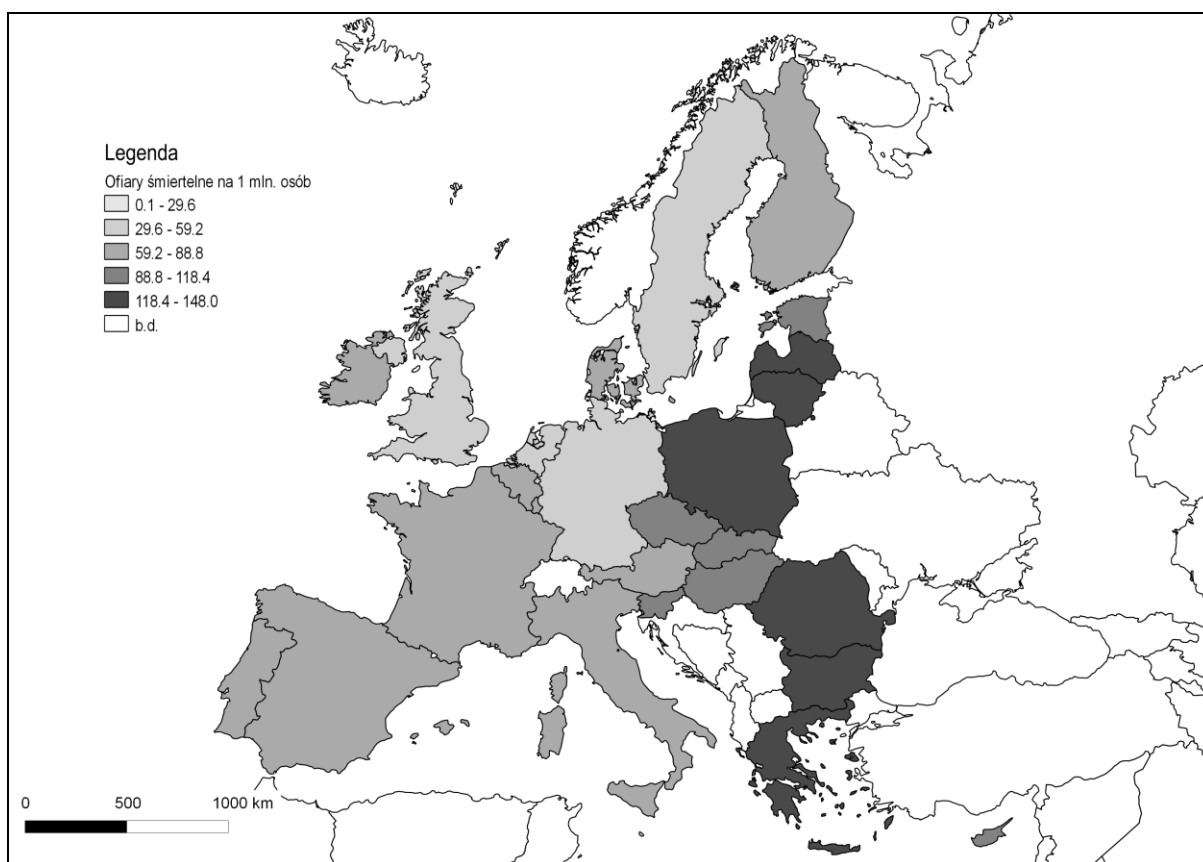 Legenda
Ofiary śmiertelne na 1 mln. osób
0.1 - 29.6
29.6 - 59.2
59.2 - 88.8
88.8 - 118.4
118.4 - 148.0
b.d.
0 500 1000 km